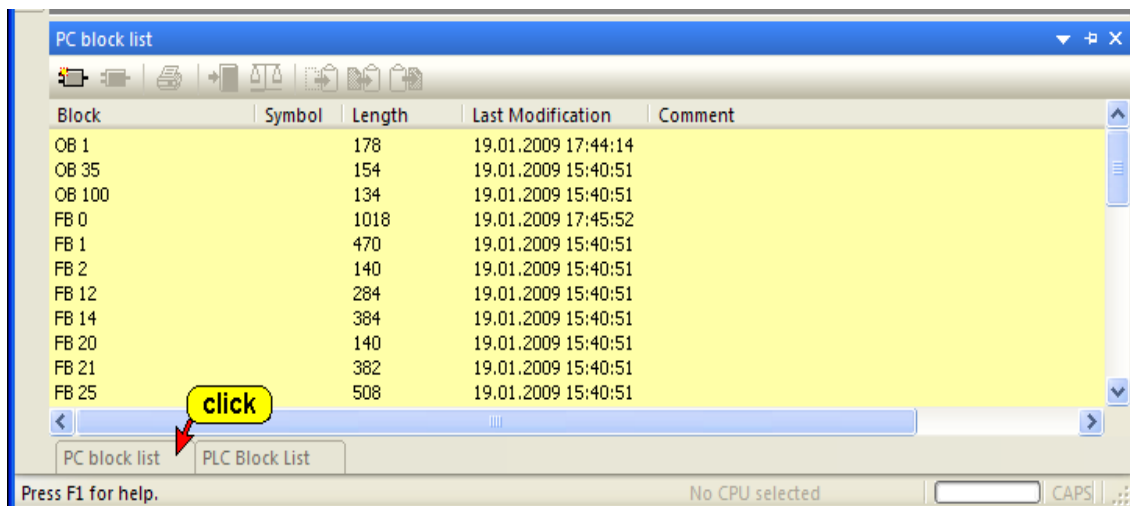 PC block list
Block Symbol Length Last Modification Comment
OB 1 178 19.01.2009 17:44:14
OB 35 154 19.01.2009 15:40:51
OB 100 134 19.01.2009 15:40:51
FB 0 1018 19.01.2009 17:45:52
FB 1 470 19.01.2009 15:40:51
FB 2 140 19.01.2009 15:40:51
FB 12 284 19.01.2009 15:40:51
FB 14 384 19.01.2009 15:40:51
FB 20 140 19.01.2009 15:40:51
FB 21 382 19.01.2009 15:40:51
FB 25 508 19.01.2009 15:40:51
click
PC block list PLC Block List
Press F1 for help. No CPU selected CAPS